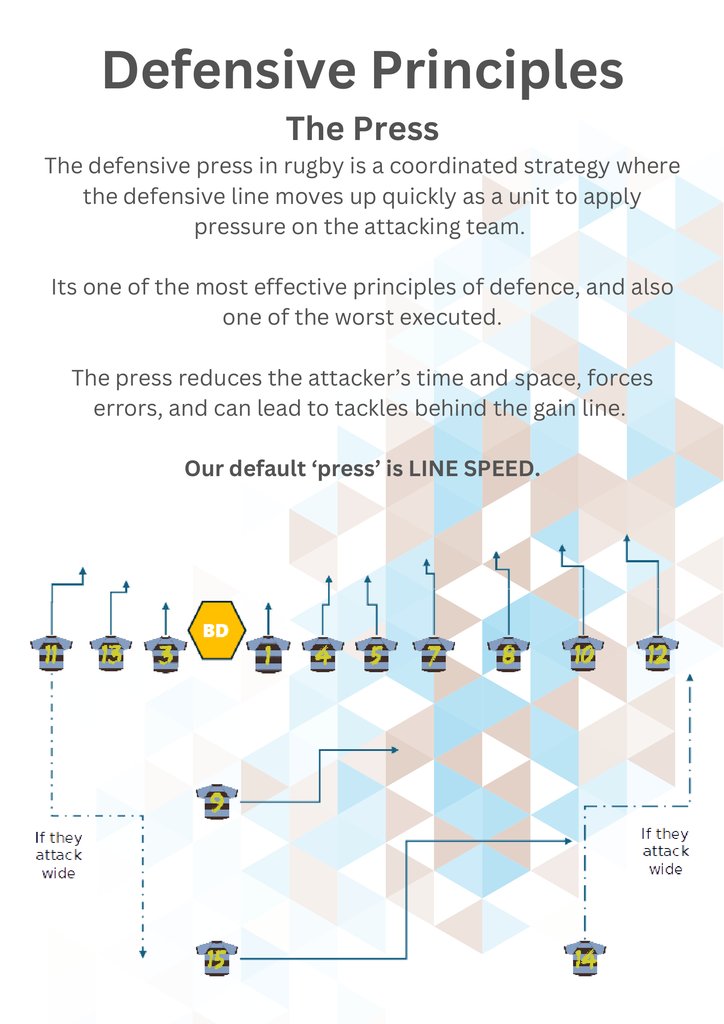 Defensive Principles
The Press
The defensive press in rugby is a coordinated strategy where
the defensive line moves up quickly as a unit to apply
pressure on the attacking team.
Its one of the most effective principles of defence, and also
one of the worst executed.
The press reduces the attacker’s time and space, forces
errors, and can lead to tackles behind the gain line.
Our default ‘press’ is LINE SPEED.
11 13 3 BD 1 4 5 7 8 10 12
9
If they
attack
wide
If they
attack
wide
15 14